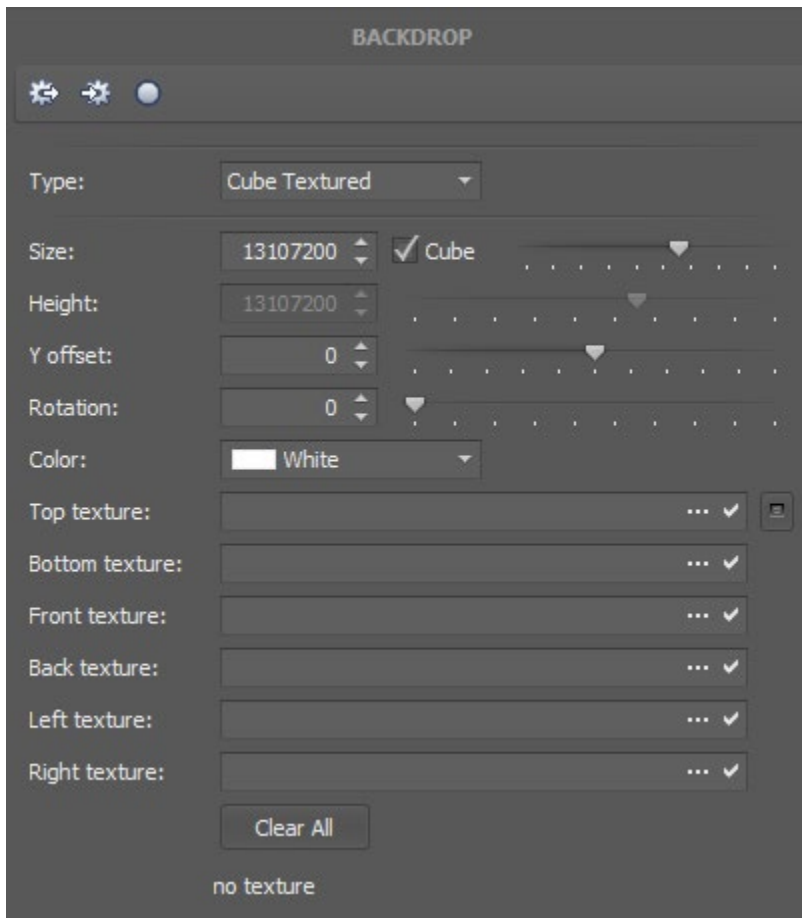 BACKDROP
Type: Cube Textured
Size: 13107200 Cube
Height: 13107200
Y offset: 0
Rotation: 0
Color: White
Top texture: ...
Bottom texture: ...
Front texture: ...
Back texture: ...
Left texture: ...
Right texture: ...
Clear All
no texture